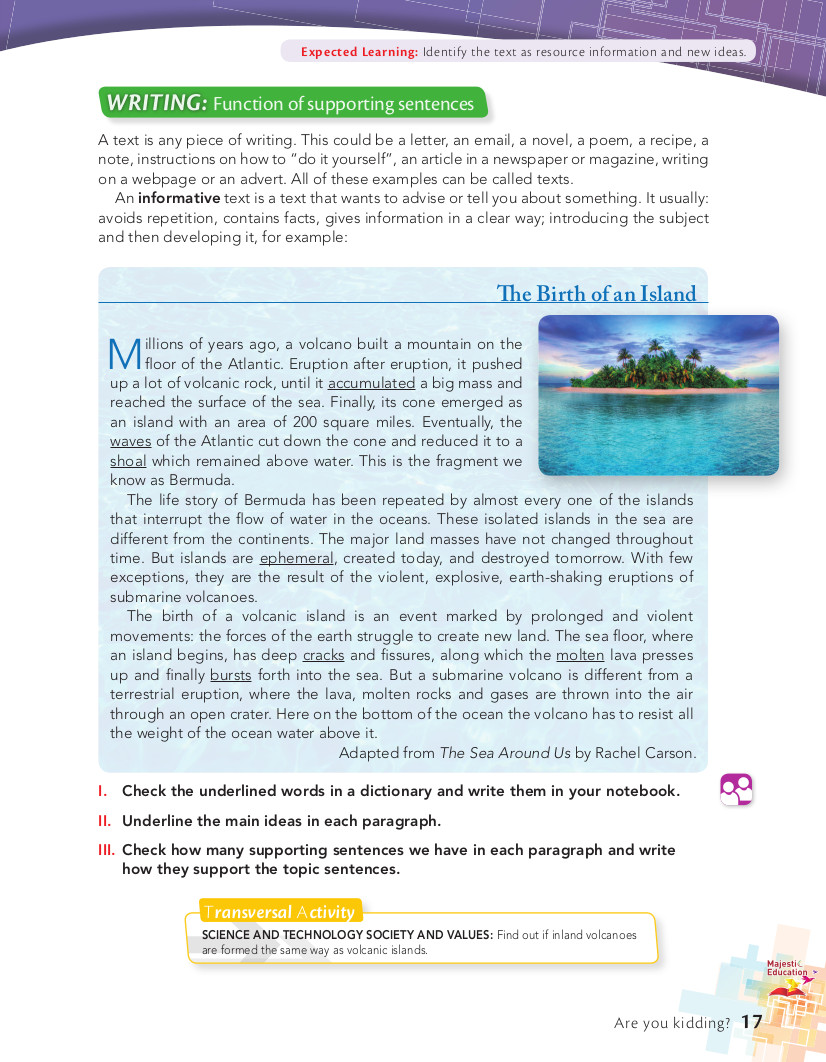 Expected Learning: Identify the text as resource information and new ideas.
WRITING: Function of supporting sentences
A text is any piece of writing. This could be a letter, an email, a novel, a poem, a recipe, a
note, instructions on how to “do it yourself”, an article in a newspaper or magazine, writing
on a webpage or an advert. All of these examples can be called texts.
An informative text is a text that wants to advise or tell you about something. It usually:
avoids repetition, contains facts, gives information in a clear way; introducing the subject
and then developing it, for example:
The Birth of an Island
Millions of years ago, a volcano built a mountain on the
floor of the Atlantic. Eruption after eruption, it pushed
up a lot of volcanic rock, until it accumulated a big mass and
reached the surface of the sea. Finally, its cone emerged as
an island with an area of 200 square miles. Eventually, the
waves of the Atlantic cut down the cone and reduced it to a
shoal which remained above water. This is the fragment we
know as Bermuda.
The life story of Bermuda has been repeated by almost every one of the islands
that interrupt the flow of water in the oceans. These isolated islands in the sea are
different from the continents. The major land masses have not changed throughout
time. But islands are ephemeral, created today, and destroyed tomorrow. With few
exceptions, they are the result of the violent, explosive, earth-shaking eruptions of
submarine volcanoes.
The birth of a volcanic island is an event marked by prolonged and violent
movements: the forces of the earth struggle to create new land. The sea floor, where
an island begins, has deep cracks and fissures, along which the molten lava presses
up and finally bursts forth into the sea. But a submarine volcano is different from a
terrestrial eruption, where the lava, molten rocks and gases are thrown into the air
through an open crater. Here on the bottom of the ocean the volcano has to resist all
the weight of the ocean water above it.
Adapted from The Sea Around Us by Rachel Carson.
I. Check the underlined words in a dictionary and write them in your notebook.
II. Underline the main ideas in each paragraph.
III. Check how many supporting sentences we have in each paragraph and write
how they support the topic sentences.
Transversal Activity
SCIENCE AND TECHNOLOGY SOCIETY AND VALUES: Find out if inland volcanoes
are formed the same way as volcanic islands.
Majestic
Education
Are you kidding? 17